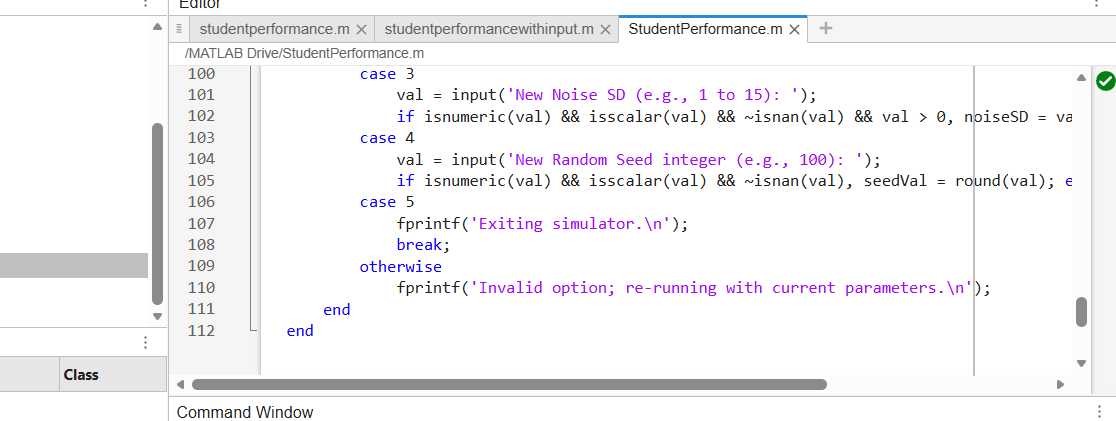 Editor
studentperformance.m × studentperformancewithinput.m × StudentPerformance.m × +
/MATLAB Drive/StudentPerformance.m
100 case 3
101 val = input('New Noise SD (e.g., 1 to 15): ');
102 if isnumeric(val) && isscalar(val) && ~isnan(val) && val > 0, noiseSD = va
103 case 4
104 val = input('New Random Seed integer (e.g., 100): ');
105 if isnumeric(val) && isscalar(val) && ~isnan(val), seedVal = round(val); e
106 case 5
107 fprintf('Exiting simulator.\n');
108 break;
109 otherwise
110 fprintf('Invalid option; re-running with current parameters.\n');
111 end
112 end
Class
Command Window